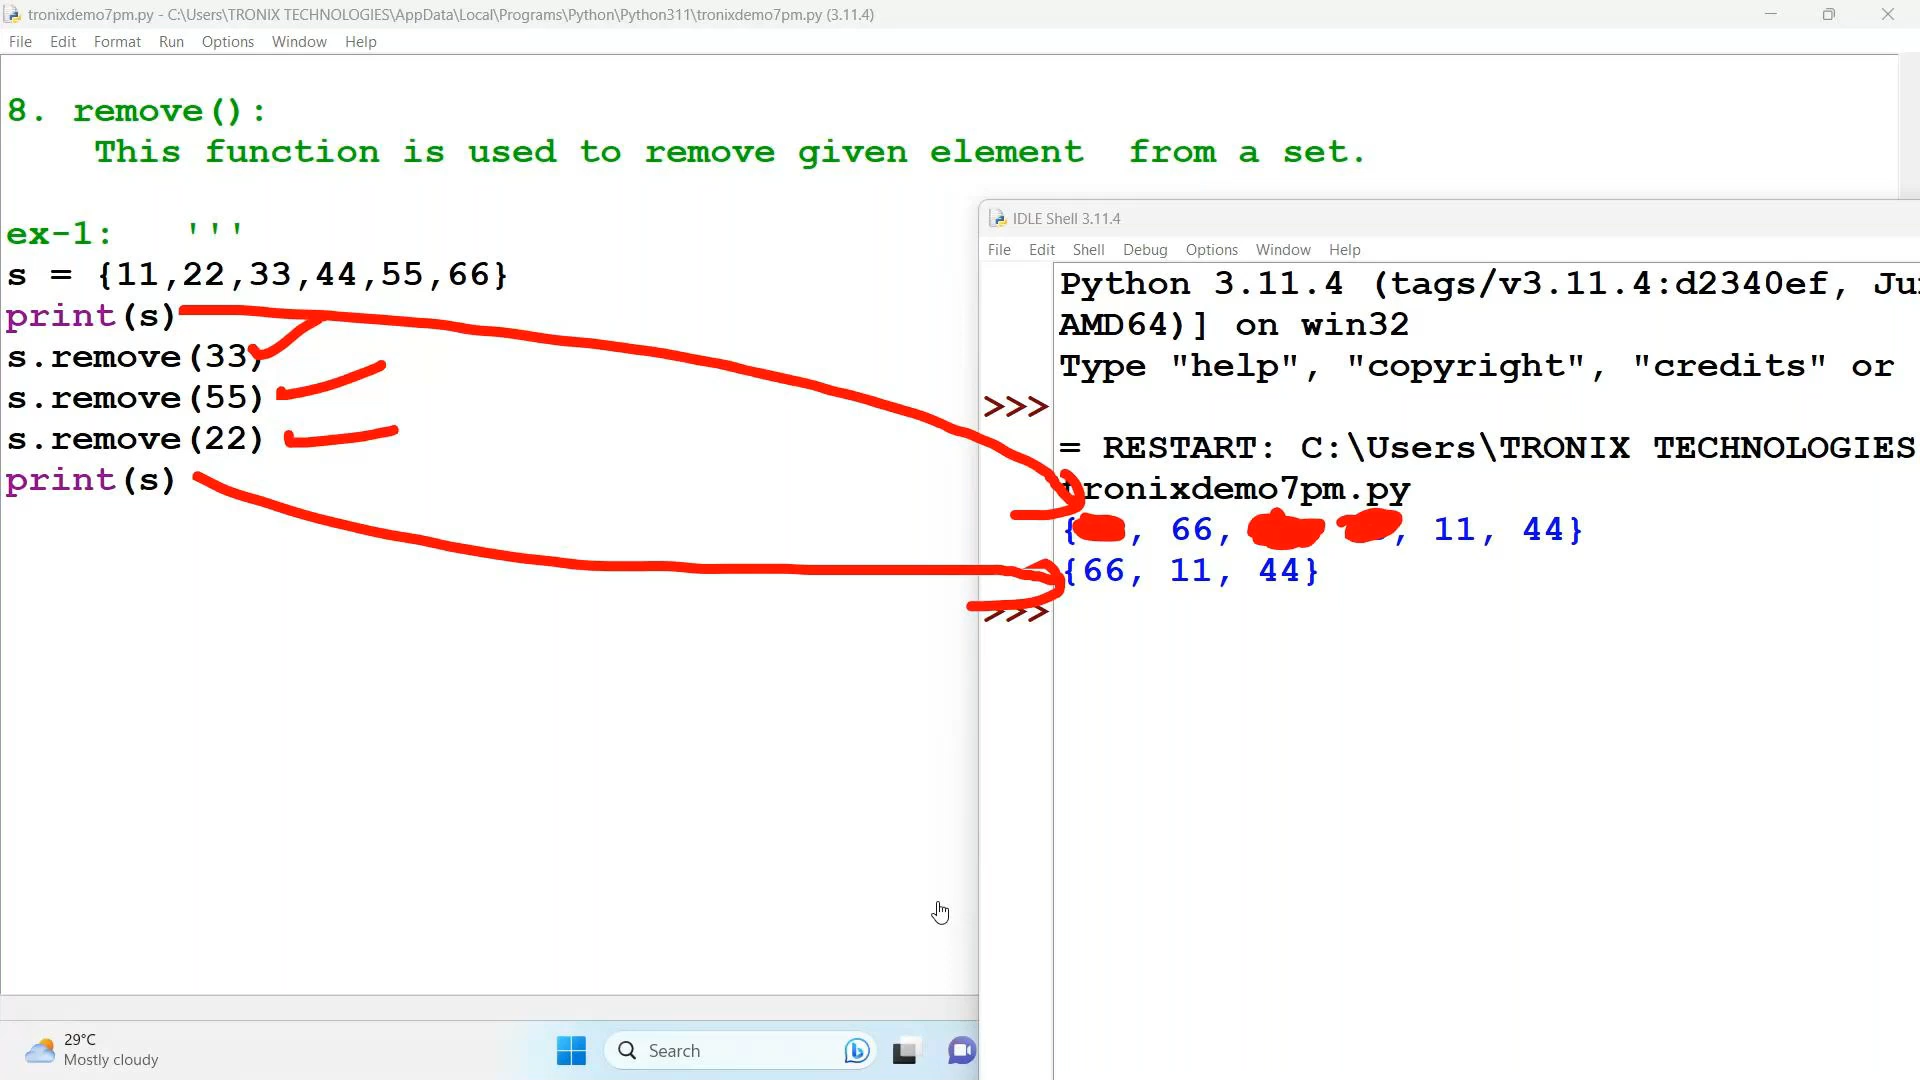 tronixdemo7pm.py - C:\Users\TRONIX TECHNOLOGIES\AppData\Local\Programs\Python\Python311\tronixdemo7pm.py (3.11.4)
File Edit Format Run Options Window Help
8. remove():
This function is used to remove given element  from a set.
ex-1: '''
s = {11,22,33,44,55,66}
print(s)
s.remove(33)
s.remove(55)
s.remove(22)
print(s)
IDLE Shell 3.11.4
File Edit Shell Debug Options Window Help
Python 3.11.4 (tags/v3.11.4:d2340ef, Ju
AMD64)] on win32
Type "help", "copyright", "credits" or
>>>
= RESTART: C:\Users\TRONIX TECHNOLOGIES
tronixdemo7pm.py
{ , 66, , 11, 44}
{66, 11, 44}
>>>
29°C
Mostly cloudy
Search